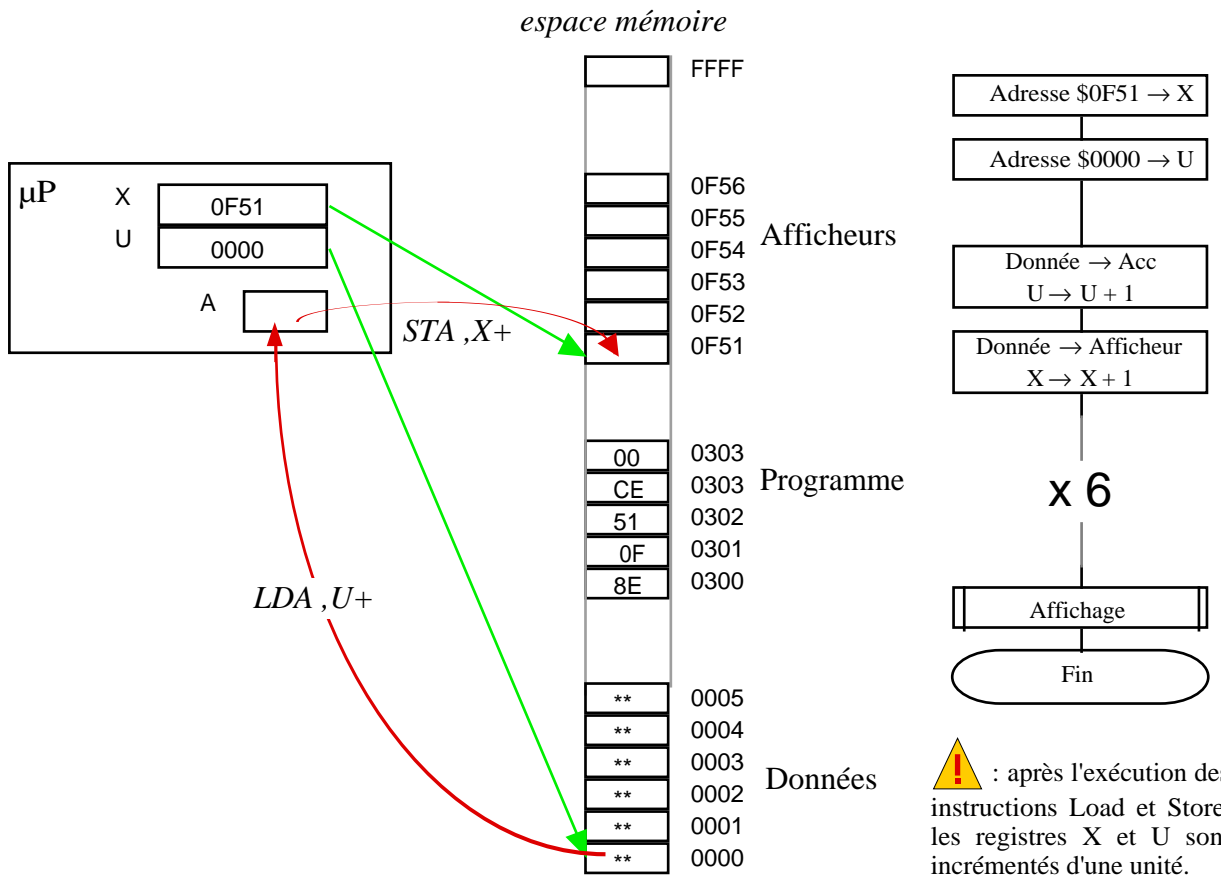 espace mémoire
FFFF
µP
X
0F51
U
0000
A
STA ,X+
LDA ,U+
0F56
0F55
0F54
0F53
0F52
0F51
Afficheurs
00 0303
CE 0303
51 0302
0F 0301
8E 0300
Programme
** 0005
** 0004
** 0003
** 0002
** 0001
** 0000
Données
Adresse $0F51 → X
Adresse $0000 → U
Donnée → Acc
U → U + 1
Donnée → Afficheur
X → X + 1
x 6
Affichage
Fin
! : après l'exécution des
instructions Load et Store
les registres X et U son
incrémentés d'une unité.